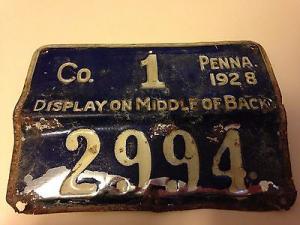 Co. 1 PENNA.
1928
DISPLAY ON MIDDLE OF BACK
2994